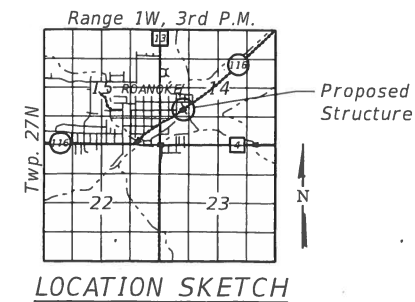 Range 1W, 3rd P.M.
Twp. 27N
13
116
15
ROANOKE
14
Proposed
Structure
116
4
N
22
23
LOCATION SKETCH